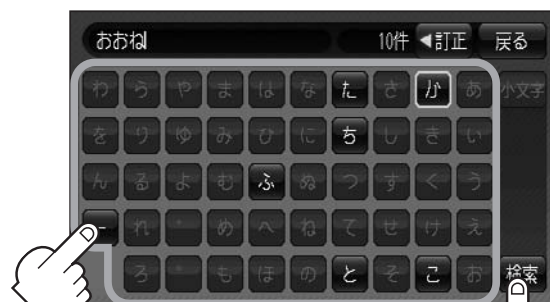 おおね 10件 ◀訂正 戻る
わ ら や ま は な た さ か あ 小文字
を り ゆ み ひ に ち し き い
ん る よ む ふ ぬ つ す く う
ー れ ゛ め へ ね て せ け え
ろ ゜ も ほ の と そ こ お 検索